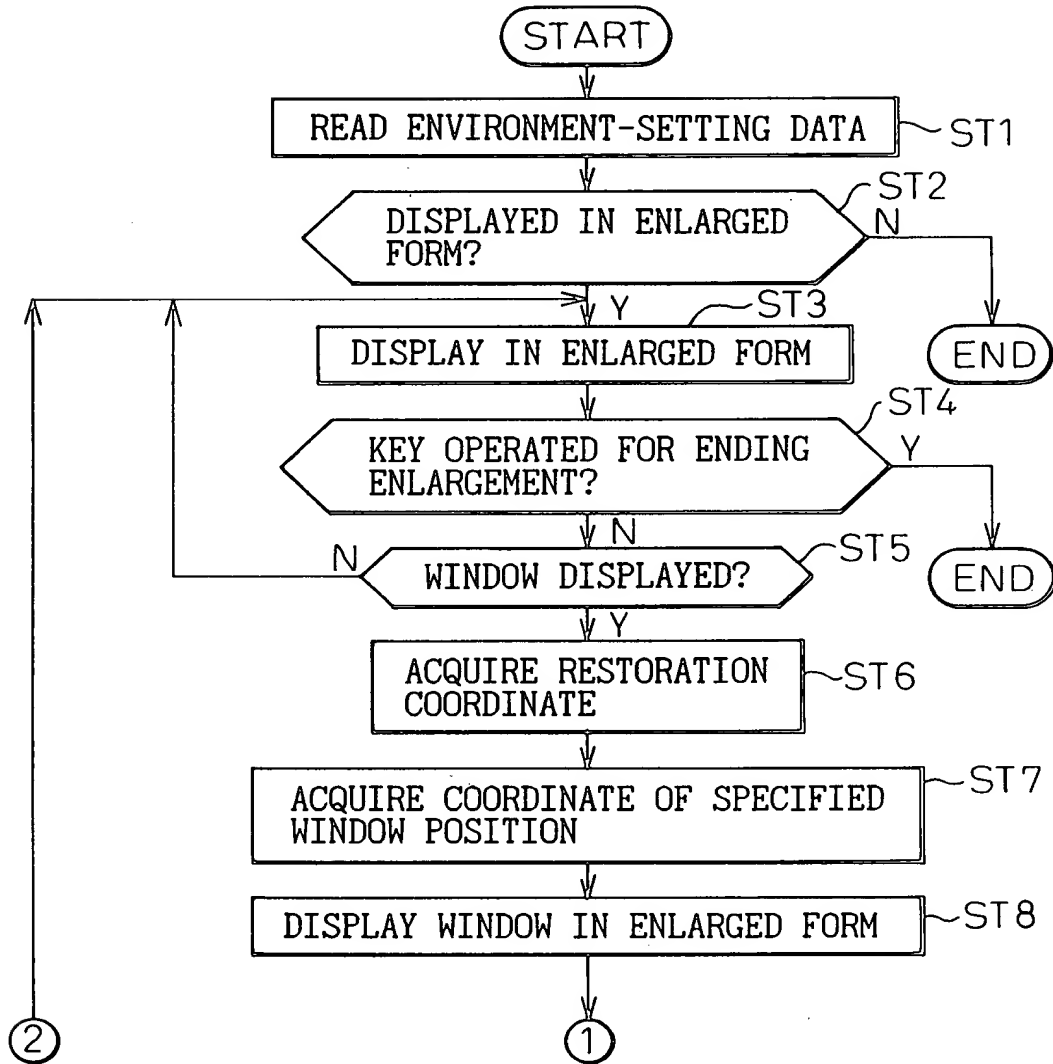 START
READ ENVIRONMENT-SETTING DATA
ST1
ST2
DISPLAYED IN ENLARGED
FORM?
N
Y
ST3
DISPLAY IN ENLARGED FORM
END
ST4
KEY OPERATED FOR ENDING
ENLARGEMENT?
Y
N
ST5
N
WINDOW DISPLAYED?
END
Y
ACQUIRE RESTORATION
COORDINATE
ST6
ST7
ACQUIRE COORDINATE OF SPECIFIED
WINDOW POSITION
DISPLAY WINDOW IN ENLARGED FORM
ST8
2
1